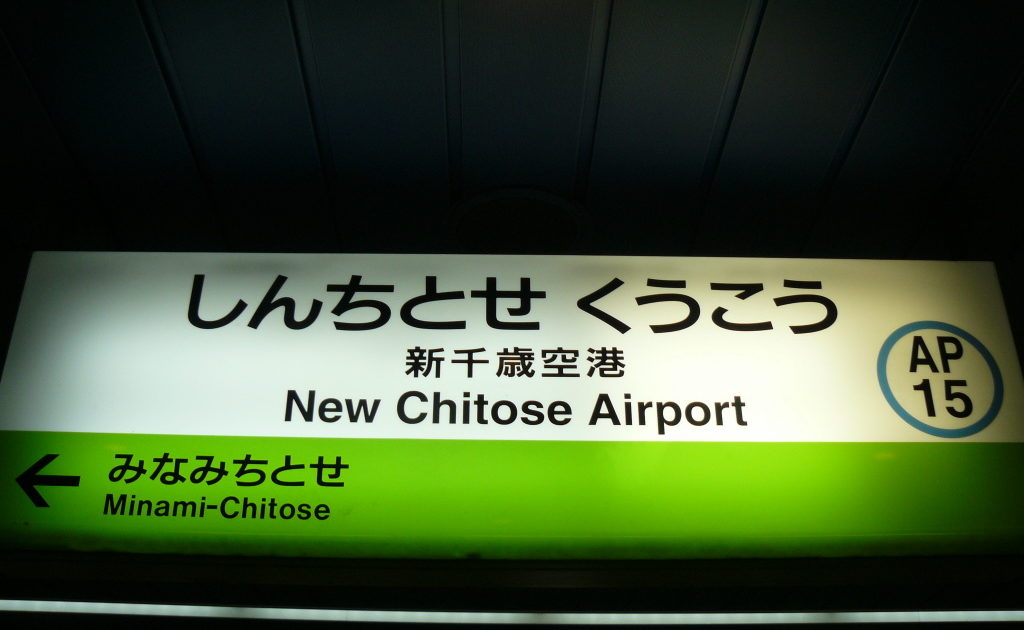 しんちとせ くうこう
新千歳空港
New Chitose Airport
AP
15
← みなみちとせ
Minami-Chitose